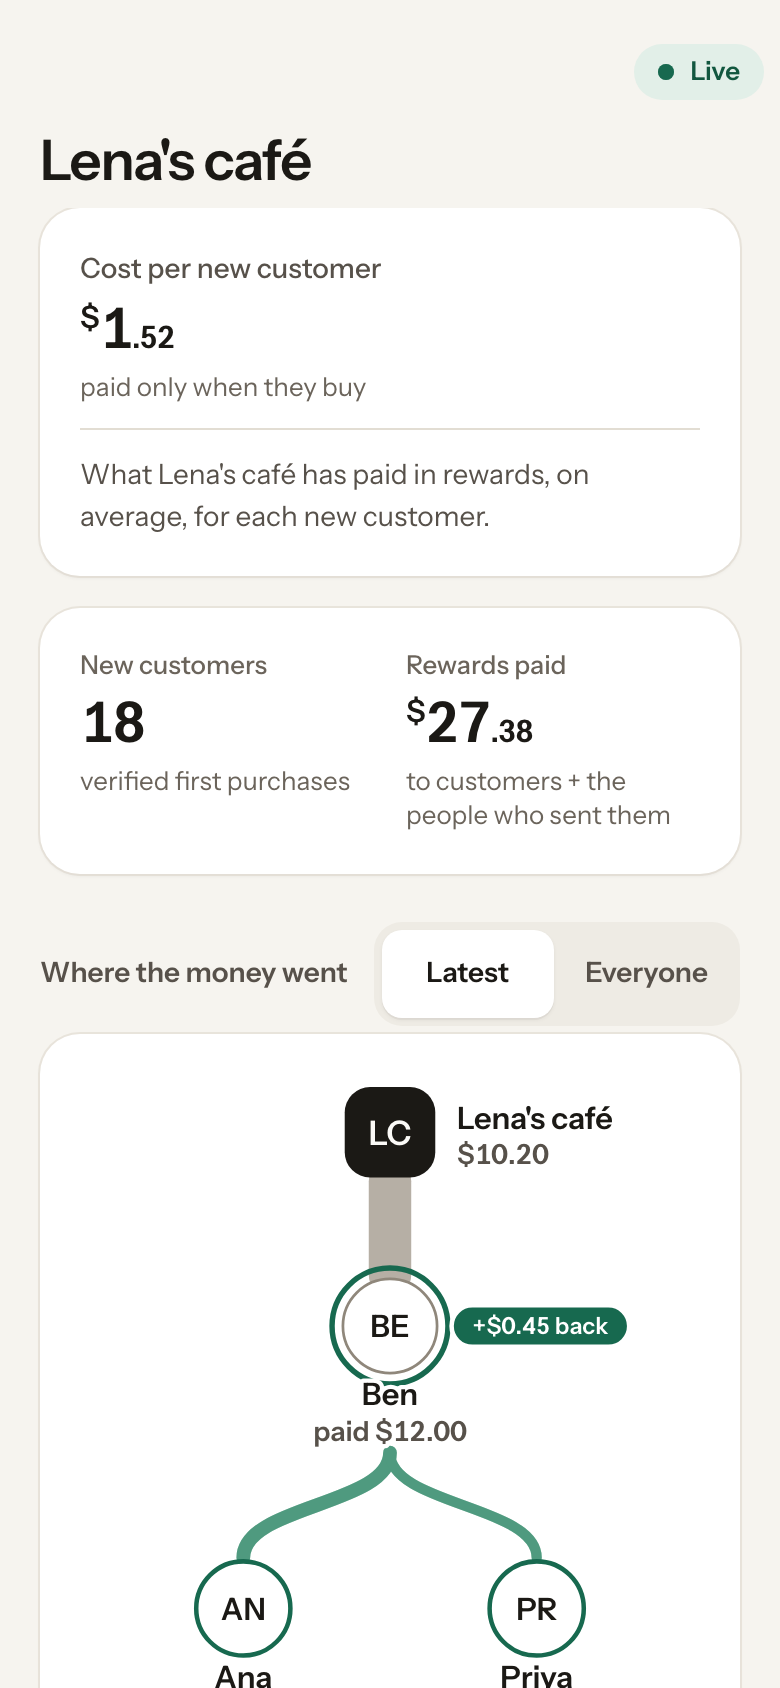 Live
Lena's café
Cost per new customer
$1.52
paid only when they buy
What Lena's café has paid in rewards, on
average, for each new customer.
New customers
18
verified first purchases
Rewards paid
$27.38
to customers + the
people who sent them
Where the money went
Latest
Everyone
LC
Lena's café
$10.20
BE
+$0.45 back
Ben
paid $12.00
AN
PR
Ana
Priya